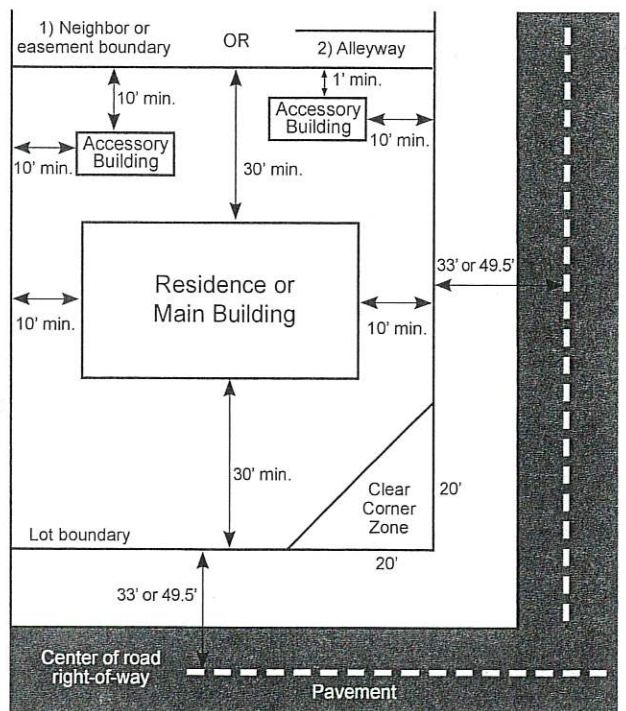 1) Neighbor or
easement boundary
OR
2) Alleyway
10' min.
1' min.
Accessory
Building
10' min.
Accessory
Building
10' min.
30' min.
33' or 49.5'
Residence or
Main Building
10' min.
10' min.
30' min.
Clear
Corner
Zone
20'
Lot boundary
20'
33' or 49.5'
Center of road
right-of-way
Pavement